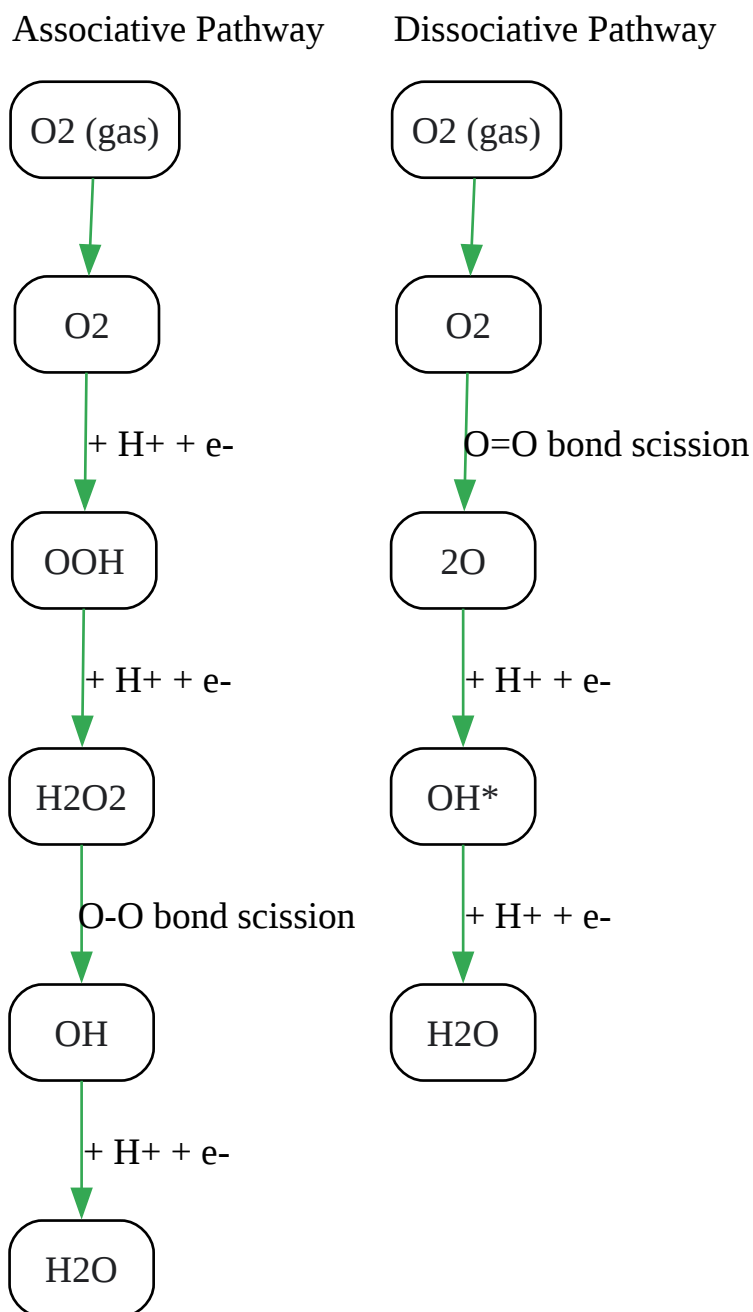 Associative Pathway
O2 (gas)
O2
+ H+ + e-
OOH
+ H+ + e-
H2O2
O-O bond scission
OH
+ H+ + e-
H2O
Dissociative Pathway
O2 (gas)
O2
O=O bond scission
2O
+ H+ + e-
OH*
+ H+ + e-
H2O